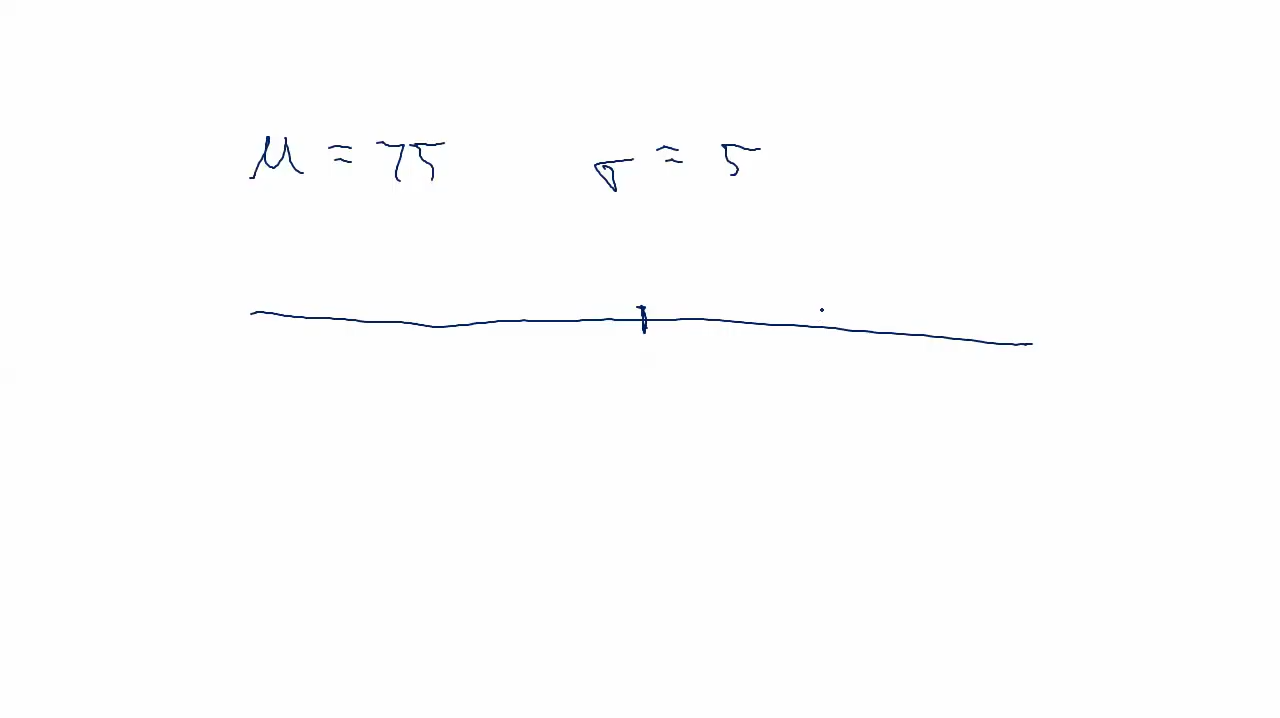 μ = 75 σ = 5